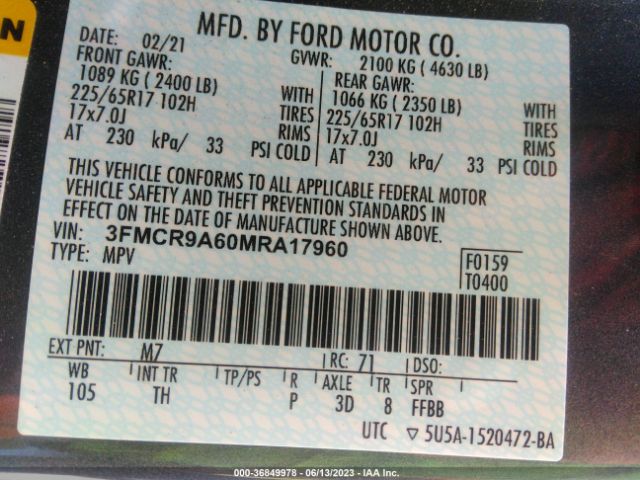 N
MFD. BY FORD MOTOR CO.
DATE: 02/21 GVWR: 2100 KG ( 4630 LB)
FRONT GAWR: REAR GAWR:
1089 KG ( 2400 LB) WITH 1066 KG ( 2350 LB) WITH
225/65R17 102H TIRES 225/65R17 102H TIRES
17x7.0J RIMS 17x7.0J RIMS
AT 230 kPa/ 33 PSI COLD AT 230 kPa/ 33 PSI COLD
THIS VEHICLE CONFORMS TO ALL APPLICABLE FEDERAL MOTOR
VEHICLE SAFETY AND THEFT PREVENTION STANDARDS IN
EFFECT ON THE DATE OF MANUFACTURE SHOWN ABOVE.
VIN: 3FMCR9A60MRA17960
TYPE: MPV
F0159
T0400
EXT PNT: M7 RC: 71 DSO:
WB INT TR TP/PS R AXLE TR SPR
105 TH P 3D 8 FFBB
UTC ▽ 5U5A-1520472-BA
000-36849978 - 06/13/2023 - IAA Inc.